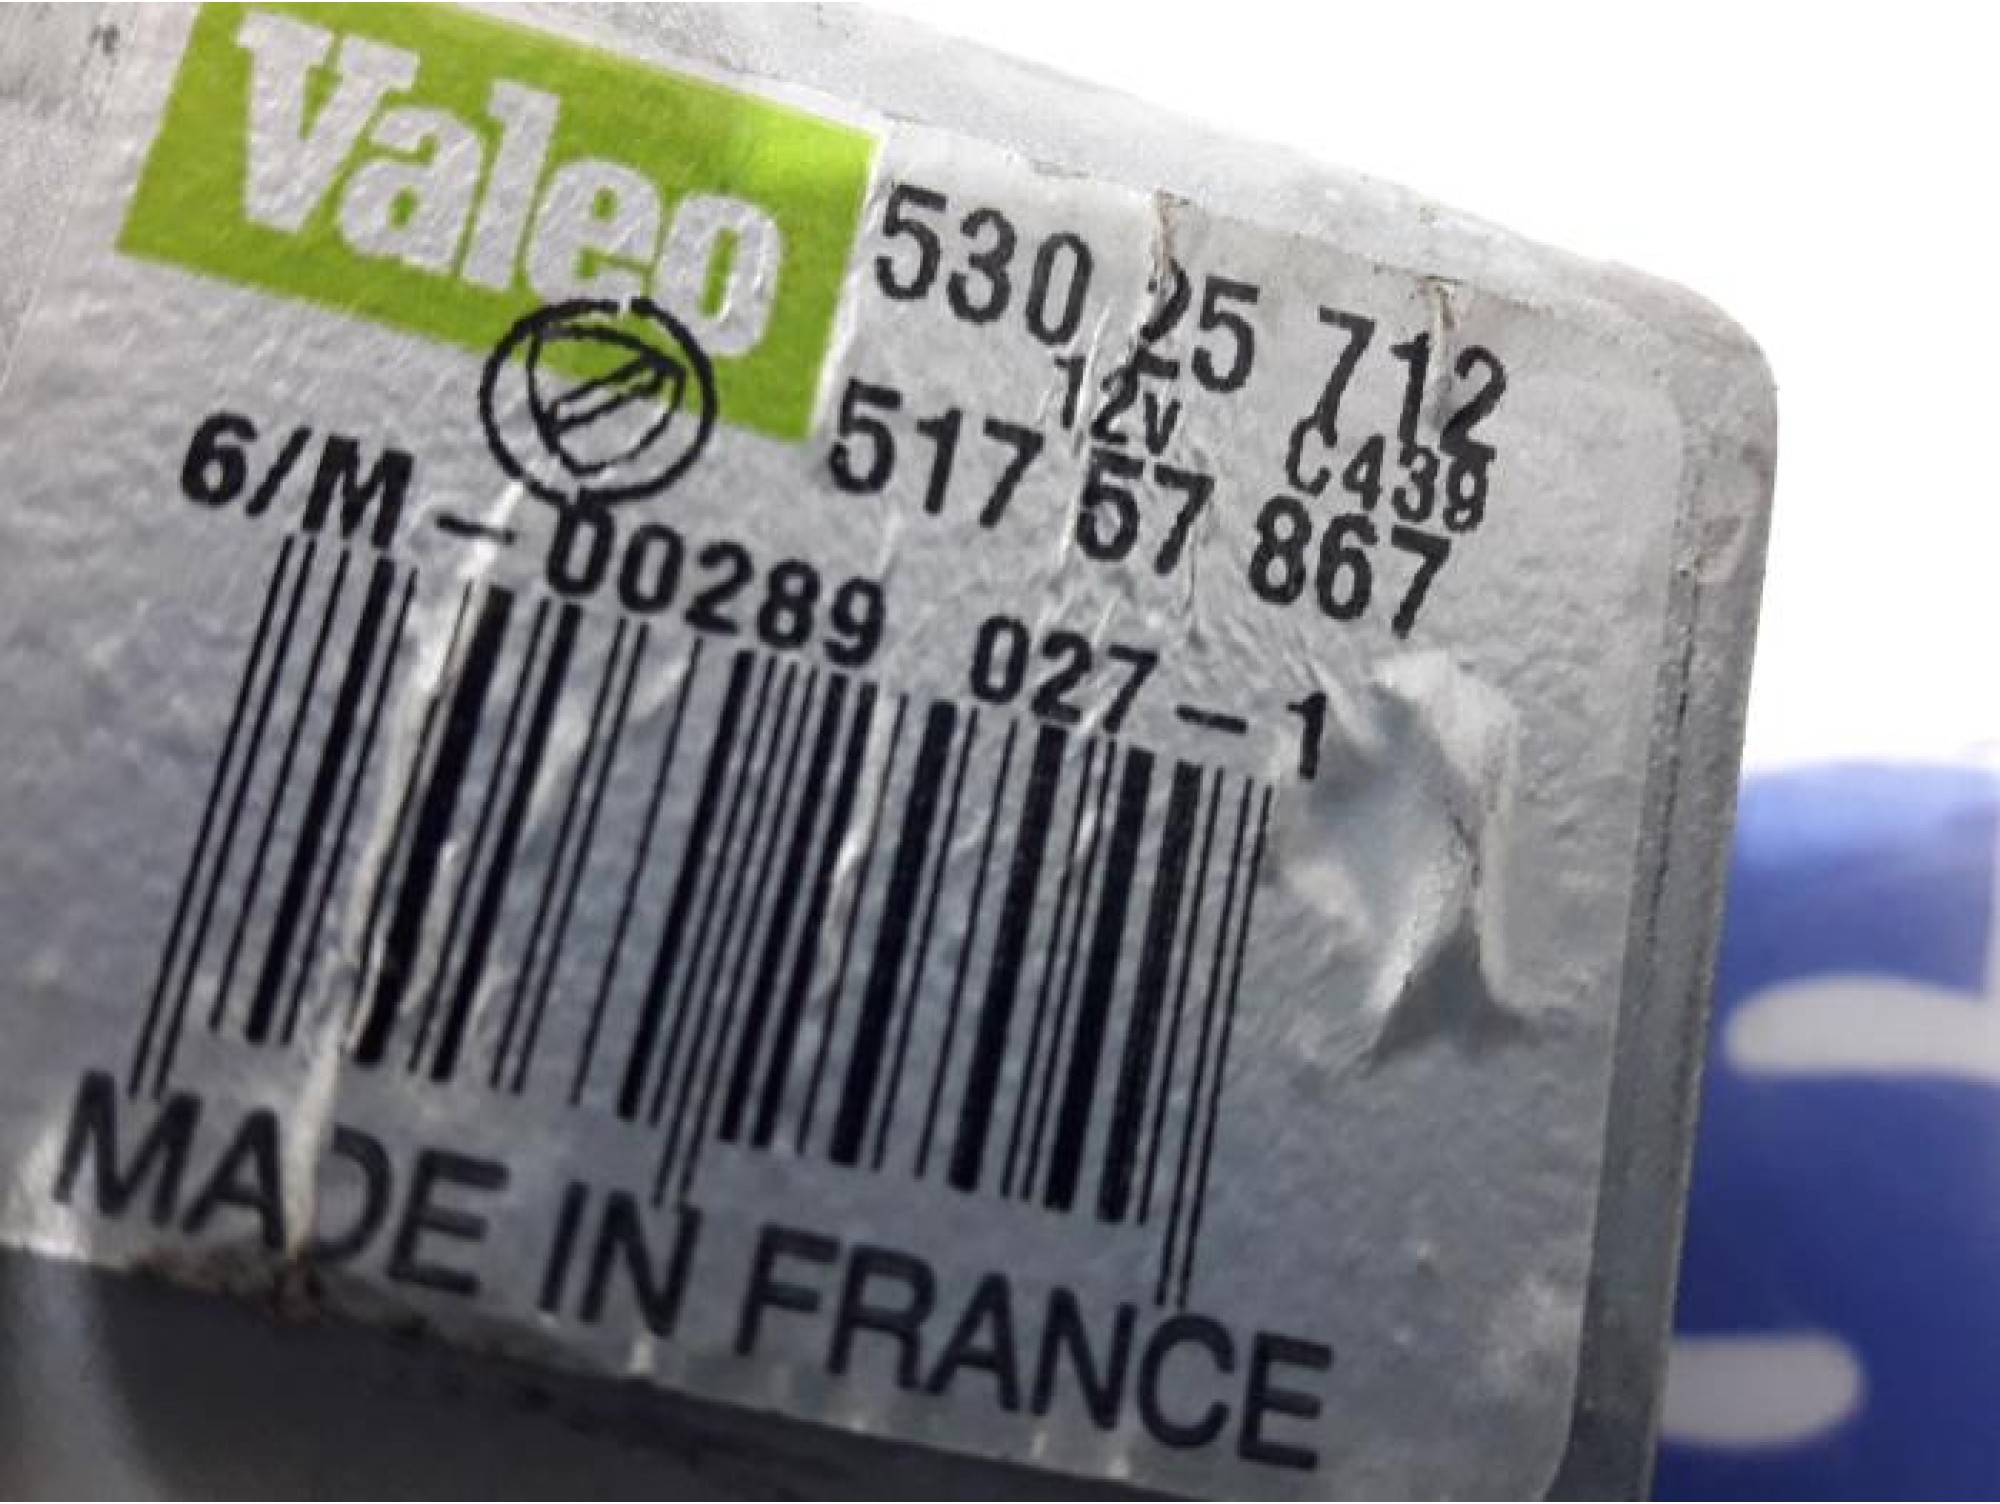 Valeo
530 25 712
12V C439
517 57 867
6/M-00289 027-1
MADE IN FRANCE